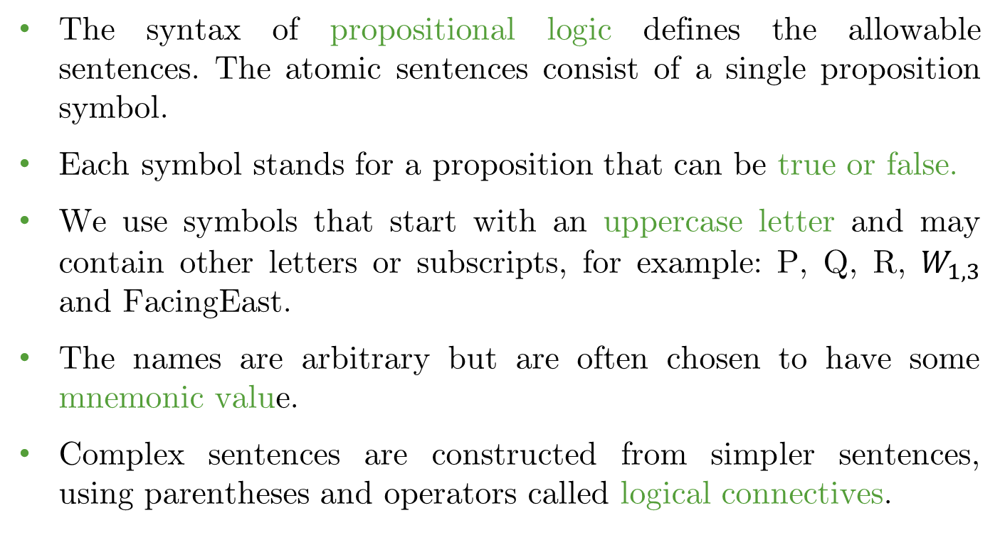 • The syntax of propositional logic defines the allowable
sentences. The atomic sentences consist of a single proposition
symbol.
• Each symbol stands for a proposition that can be true or false.
• We use symbols that start with an uppercase letter and may
contain other letters or subscripts, for example: P, Q, R, W₁,₃
and FacingEast.
• The names are arbitrary but are often chosen to have some
mnemonic value.
• Complex sentences are constructed from simpler sentences,
using parentheses and operators called logical connectives.